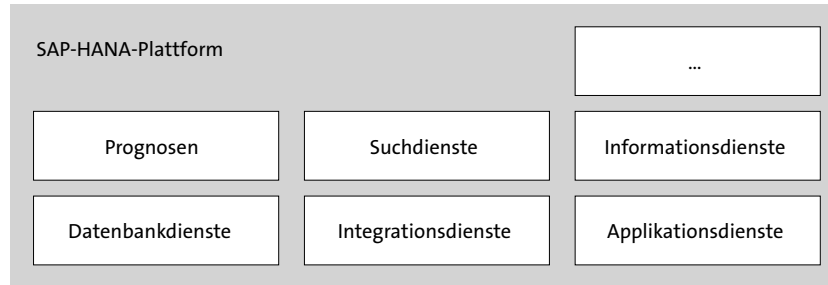 SAP-HANA-Plattform
...
Prognosen
Suchdienste
Informationsdienste
Datenbankdienste
Integrationsdienste
Applikationsdienste